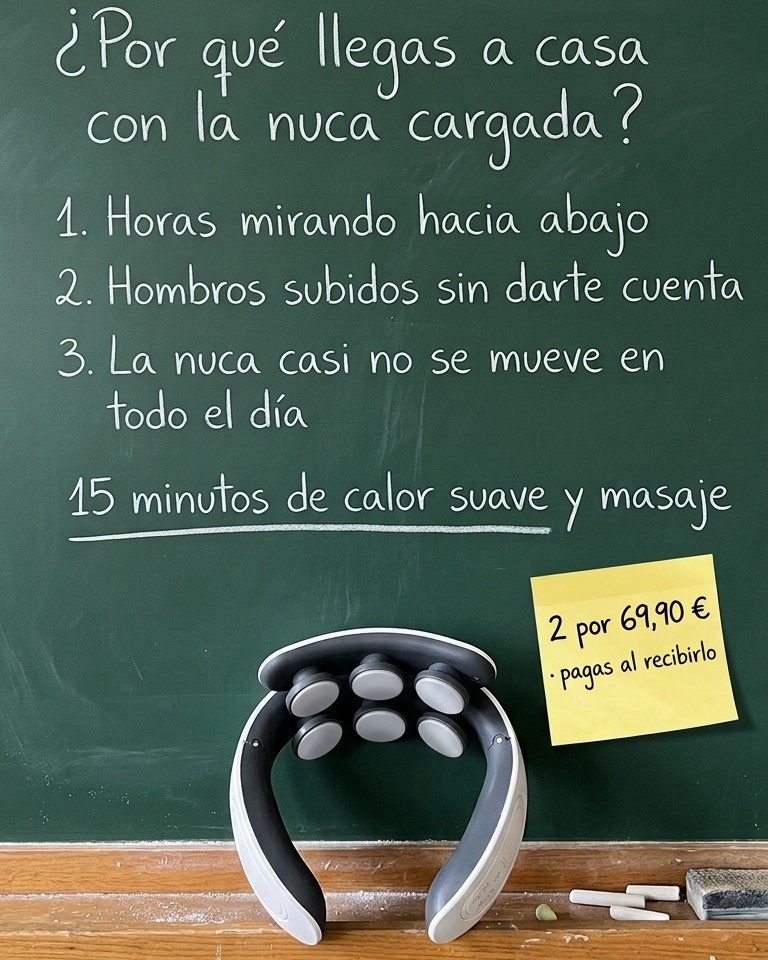 ¿Por qué llegas a casa
con la nuca cargada?
1. Horas mirando hacia abajo
2. Hombros subidos sin darte cuenta
3. La nuca casi no se mueve en
todo el día
15 minutos de calor suave y masaje
2 por 69,90 €
· pagas al recibirlo